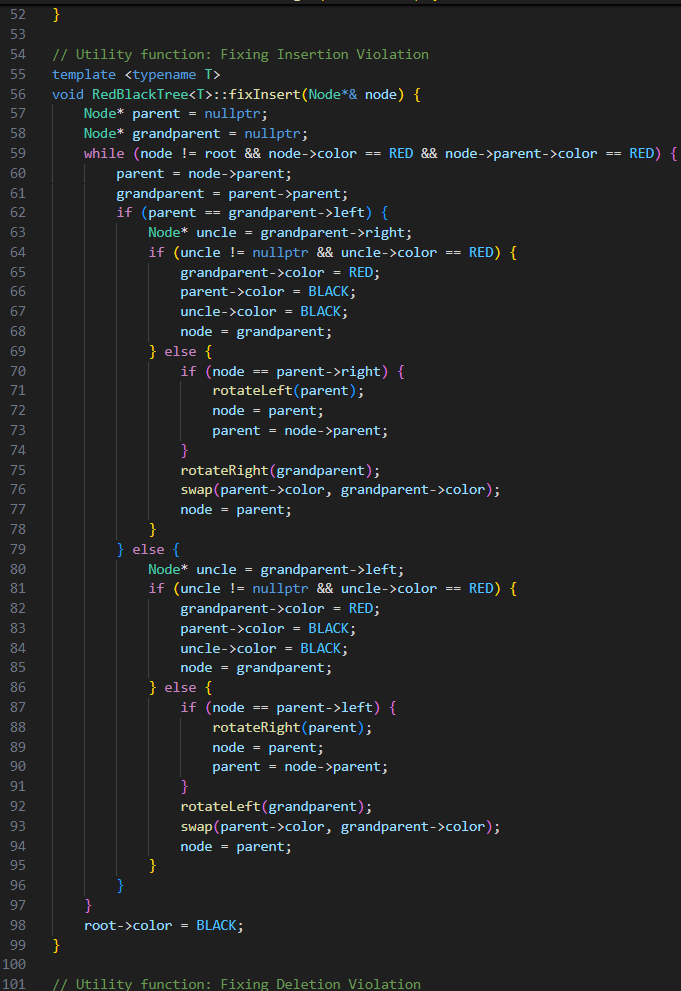 52 }
53
54 // Utility function: Fixing Insertion Violation
55 template <typename T>
56 void RedBlackTree<T>::fixInsert(Node*& node) {
57     Node* parent = nullptr;
58     Node* grandparent = nullptr;
59     while (node != root && node->color == RED && node->parent->color == RED) {
60         parent = node->parent;
61         grandparent = parent->parent;
62         if (parent == grandparent->left) {
63             Node* uncle = grandparent->right;
64             if (uncle != nullptr && uncle->color == RED) {
65                 grandparent->color = RED;
66                 parent->color = BLACK;
67                 uncle->color = BLACK;
68                 node = grandparent;
69             } else {
70                 if (node == parent->right) {
71                     rotateLeft(parent);
72                     node = parent;
73                     parent = node->parent;
74                 }
75                 rotateRight(grandparent);
76                 swap(parent->color, grandparent->color);
77                 node = parent;
78             }
79         } else {
80             Node* uncle = grandparent->left;
81             if (uncle != nullptr && uncle->color == RED) {
82                 grandparent->color = RED;
83                 parent->color = BLACK;
84                 uncle->color = BLACK;
85                 node = grandparent;
86             } else {
87                 if (node == parent->left) {
88                     rotateRight(parent);
89                     node = parent;
90                     parent = node->parent;
91                 }
92                 rotateLeft(grandparent);
93                 swap(parent->color, grandparent->color);
94                 node = parent;
95             }
96         }
97     }
98     root->color = BLACK;
99 }
100
101 // Utility function: Fixing Deletion Violation